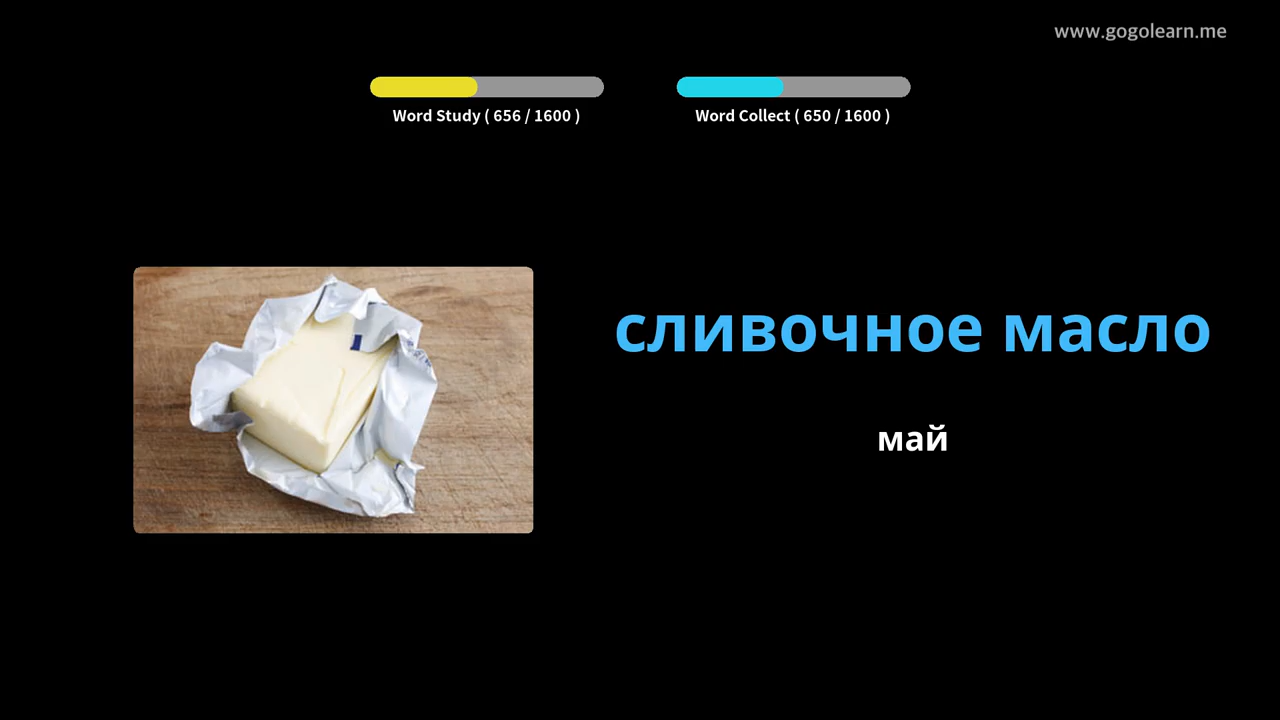 www.gogolearn.me
Word Study ( 656 / 1600 )
Word Collect ( 650 / 1600 )
сливочное масло
май